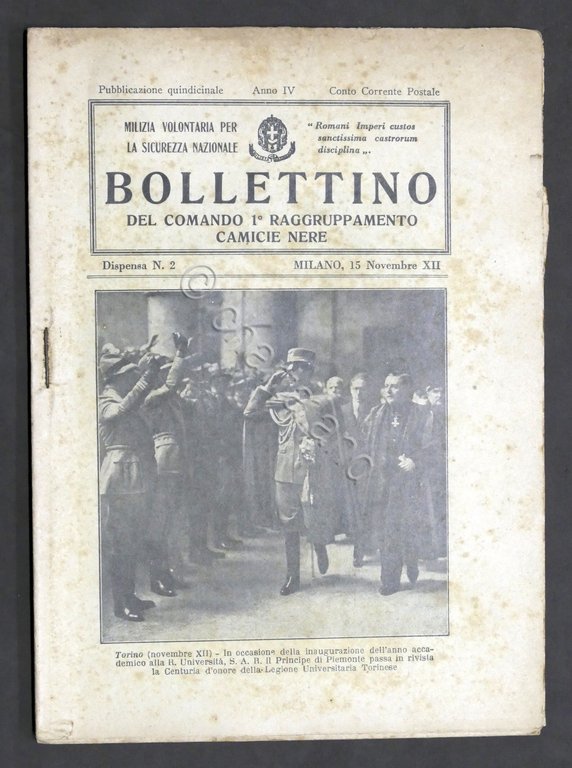 Pubblicazione quindicinale Anno IV Conto Corrente Postale
MILIZIA VOLONTARIA PER
LA SICUREZZA NAZIONALE
"Romani Imperi custos
sanctissima castrorum
disciplina „.
BOLLETTINO
DEL COMANDO 1º RAGGRUPPAMENTO
CAMICIE NERE
Dispensa N. 2 MILANO, 15 Novembre XII
Torino (novembre XII) - In occasione della inaugurazione dell'anno acca-
demico alla R. Università, S. A. R. il Principe di Piemonte passa in rivista
la Centuria d'onore della Legione Universitaria Torinese